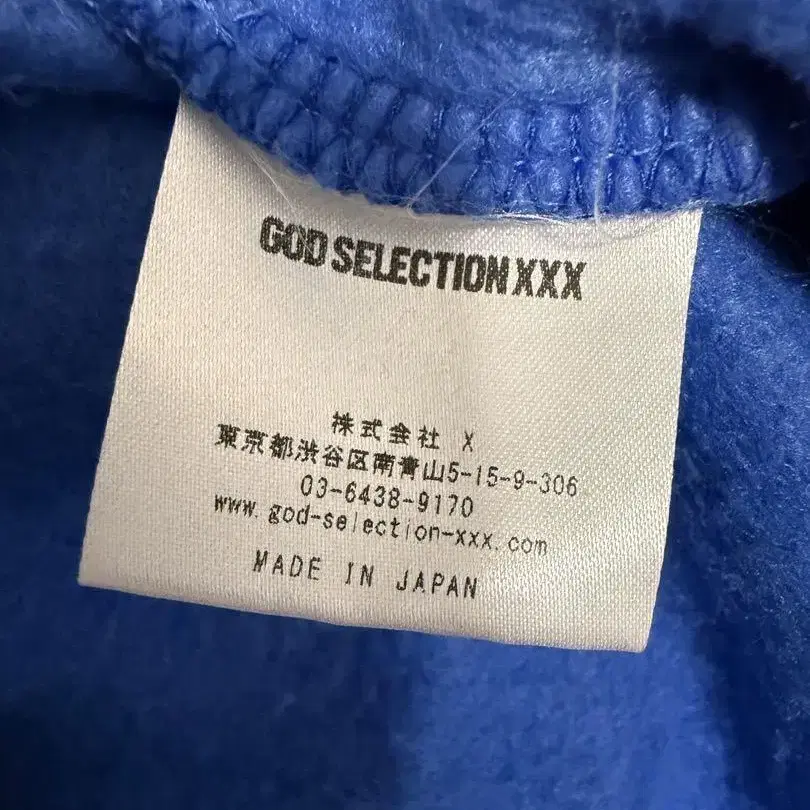 GOD SELECTION XXX
株式会社 X
東京都渋谷区南青山5-15-9-306
03-6438-9170
www.god-selection-xxx.com
MADE IN JAPAN